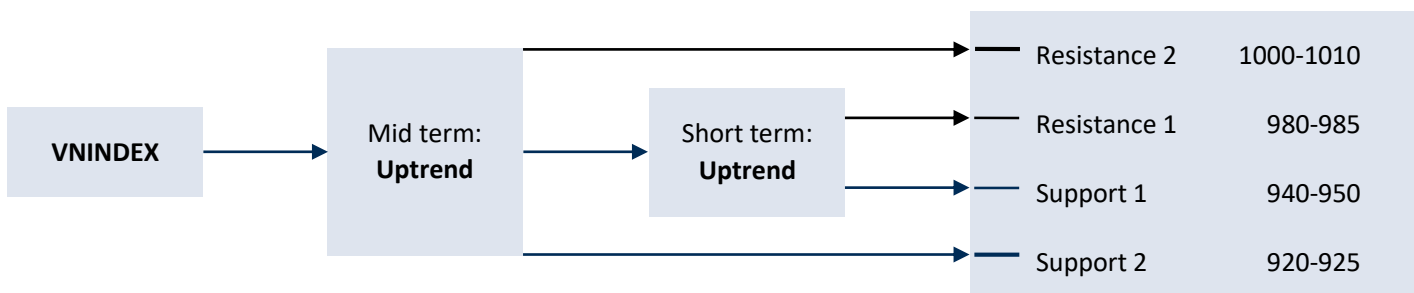 VNINDEX
Mid term:
Uptrend
Short term:
Uptrend
Resistance 2 1000-1010
Resistance 1 980-985
Support 1 940-950
Support 2 920-925